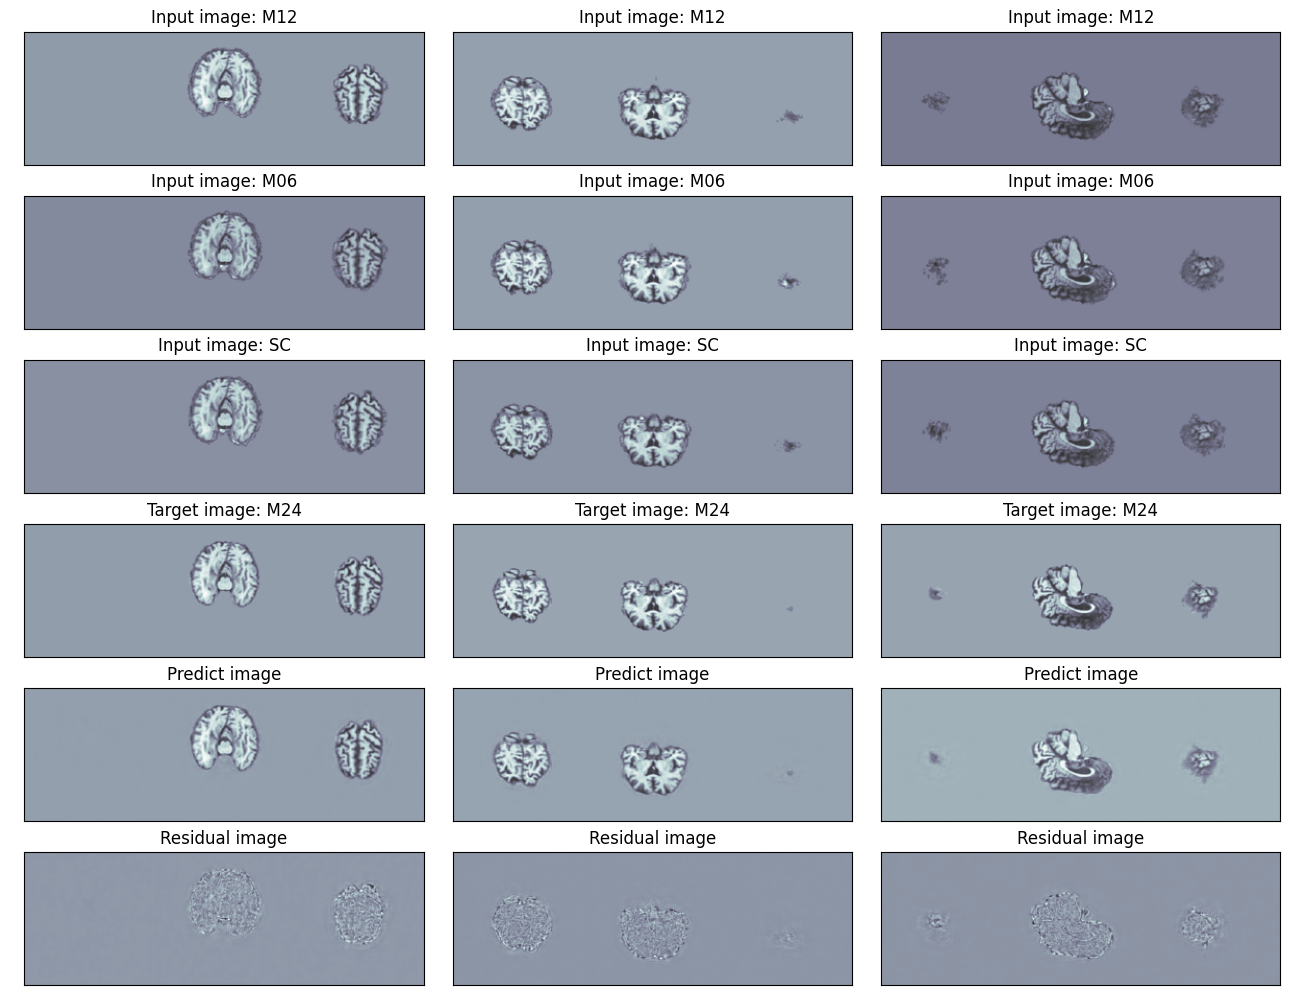 Input image: M12 Input image: M12 Input image: M12
Input image: M06 Input image: M06 Input image: M06
Input image: SC Input image: SC Input image: SC
Target image: M24 Target image: M24 Target image: M24
Predict image Predict image Predict image
Residual image Residual image Residual image